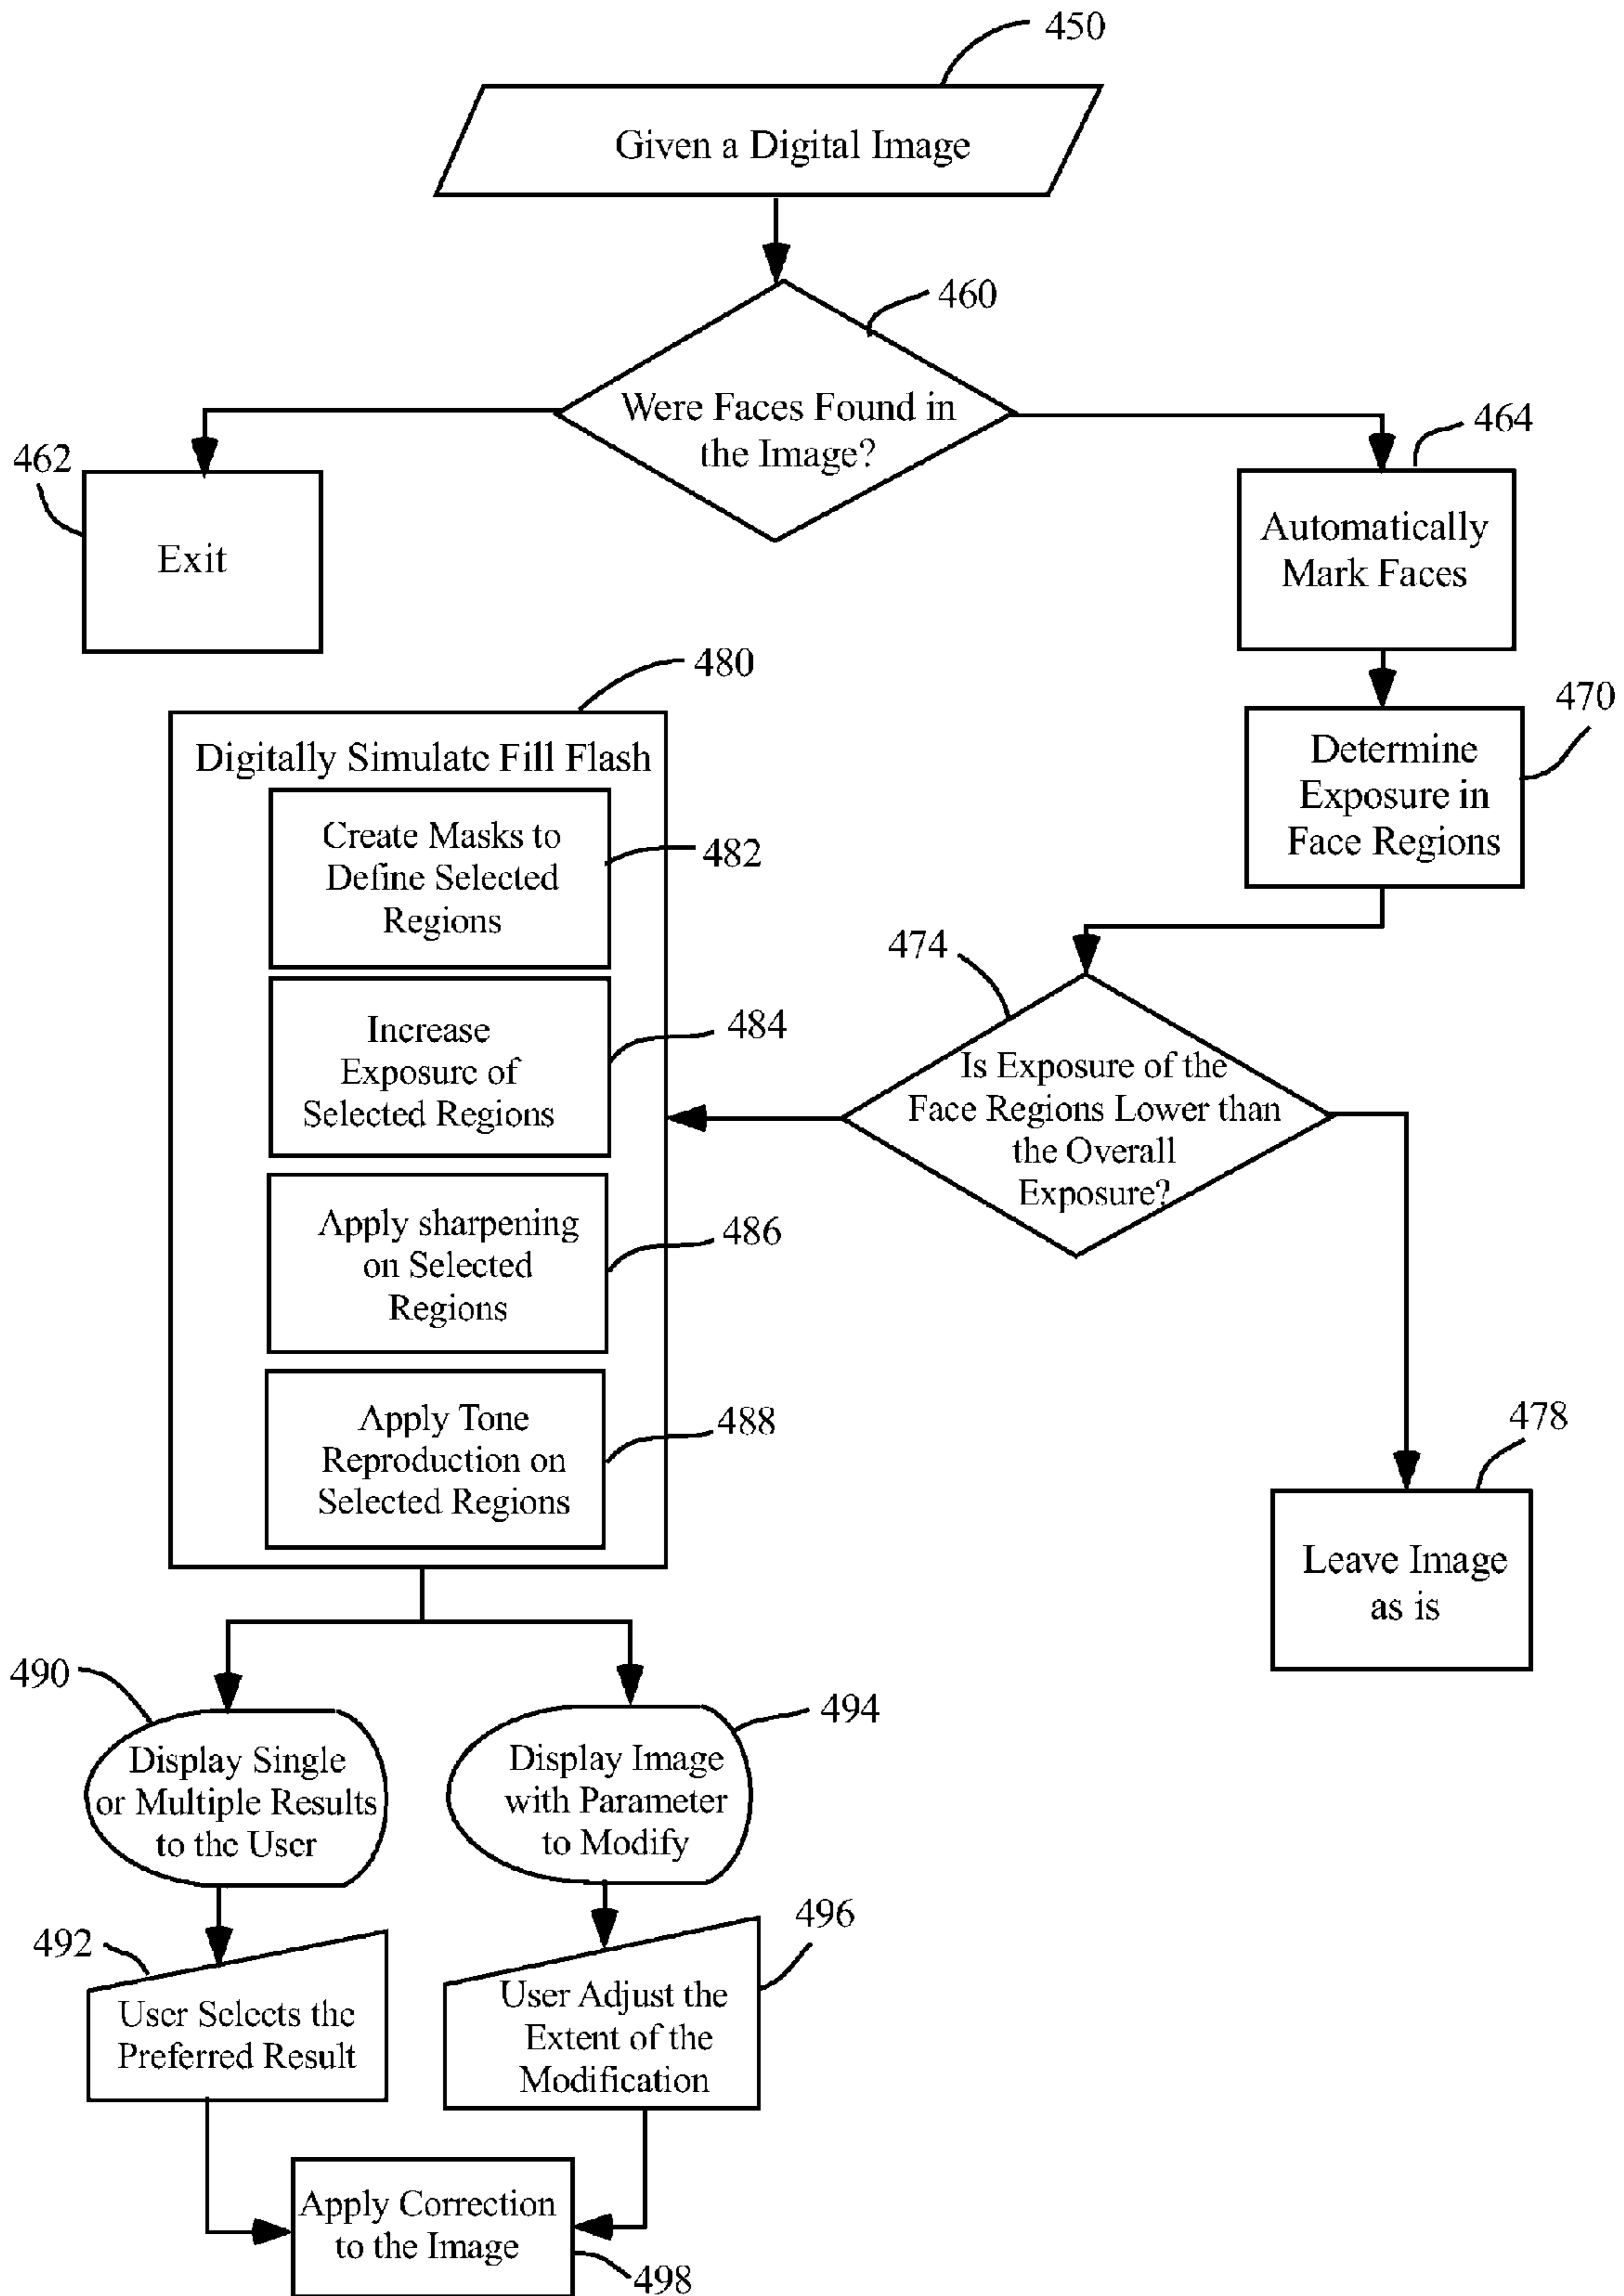 450
Given a Digital Image
460
Were Faces Found in
the Image?
462
Exit
464
Automatically
Mark Faces
470
Determine
Exposure in
Face Regions
474
Is Exposure of the
Face Regions Lower than
the Overall
Exposure?
478
Leave Image
as is
480
Digitally Simulate Fill Flash
Create Masks to
Define Selected
Regions
482
Increase
Exposure of
Selected Regions
484
Apply sharpening
on Selected
Regions
486
Apply Tone
Reproduction on
Selected Regions
488
490
Display Single
or Multiple Results
to the User
494
Display Image
with Parameter
to Modify
492
User Selects the
Preferred Result
496
User Adjust the
Extent of the
Modification
Apply Correction
to the Image
498